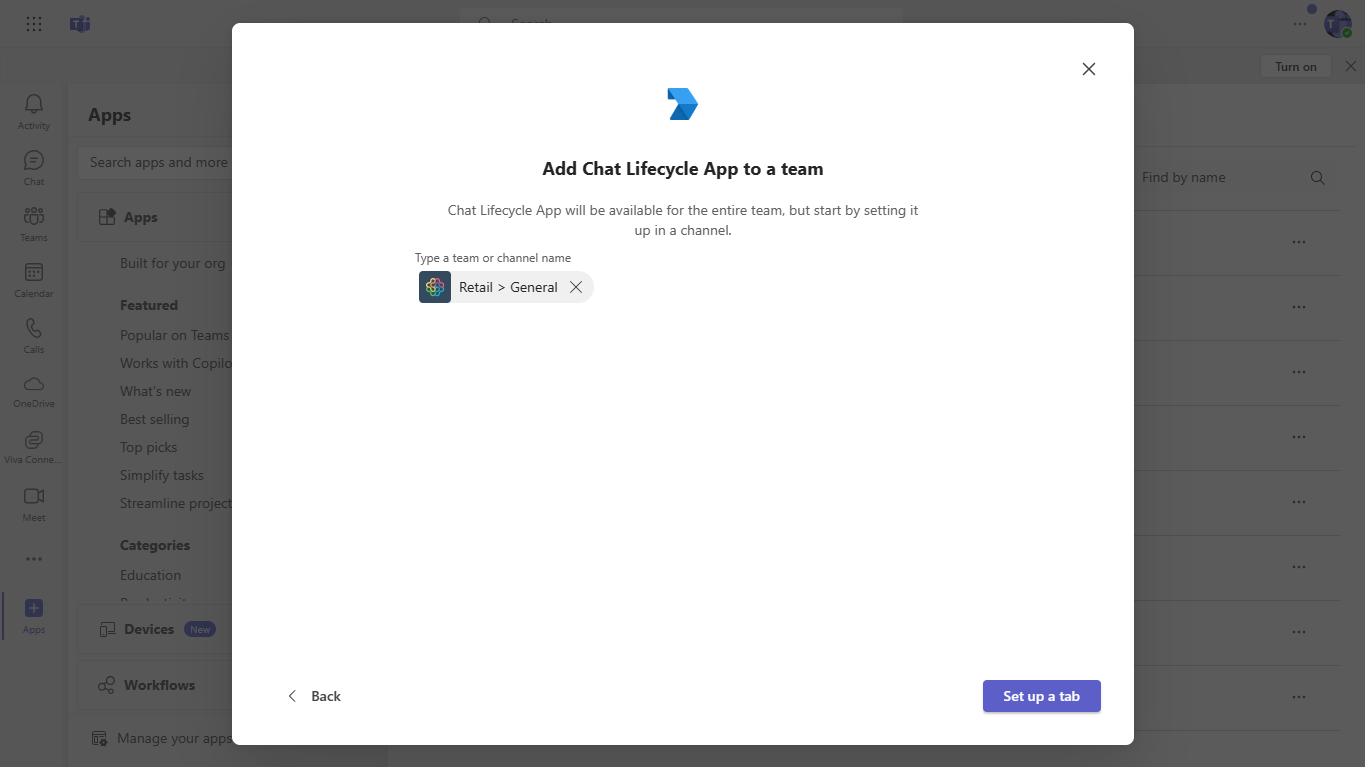 Search
Turn on
Activity
Chat
Teams
Calendar
Calls
OneDrive
Viva Conne...
Meet
Apps
Apps
Search apps and more
Apps
Built for your org
Featured
Popular on Teams
Works with Copilo
What's new
Best selling
Top picks
Simplify tasks
Streamline project
Categories
Education
Devices New
Workflows
Manage your apps
Add Chat Lifecycle App to a team
Chat Lifecycle App will be available for the entire team, but start by setting it
up in a channel.
Type a team or channel name
Retail > General
Back
Set up a tab
Find by name